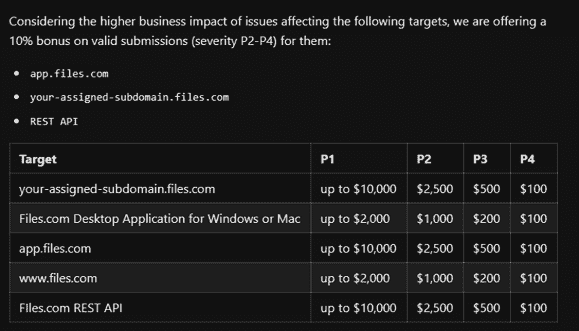 Considering the higher business impact of issues affecting the following targets, we are offering a
10% bonus on valid submissions (severity P2-P4) for them:
• app.files.com
• your-assigned-subdomain.files.com
• REST API
Target P1 P2 P3 P4
your-assigned-subdomain.files.com up to $10,000 $2,500 $500 $100
Files.com Desktop Application for Windows or Mac up to $2,000 $1,000 $200 $100
app.files.com up to $10,000 $2,500 $500 $100
www.files.com up to $2,000 $1,000 $200 $100
FIles.com REST API up to $10,000 $2,500 $500 $100